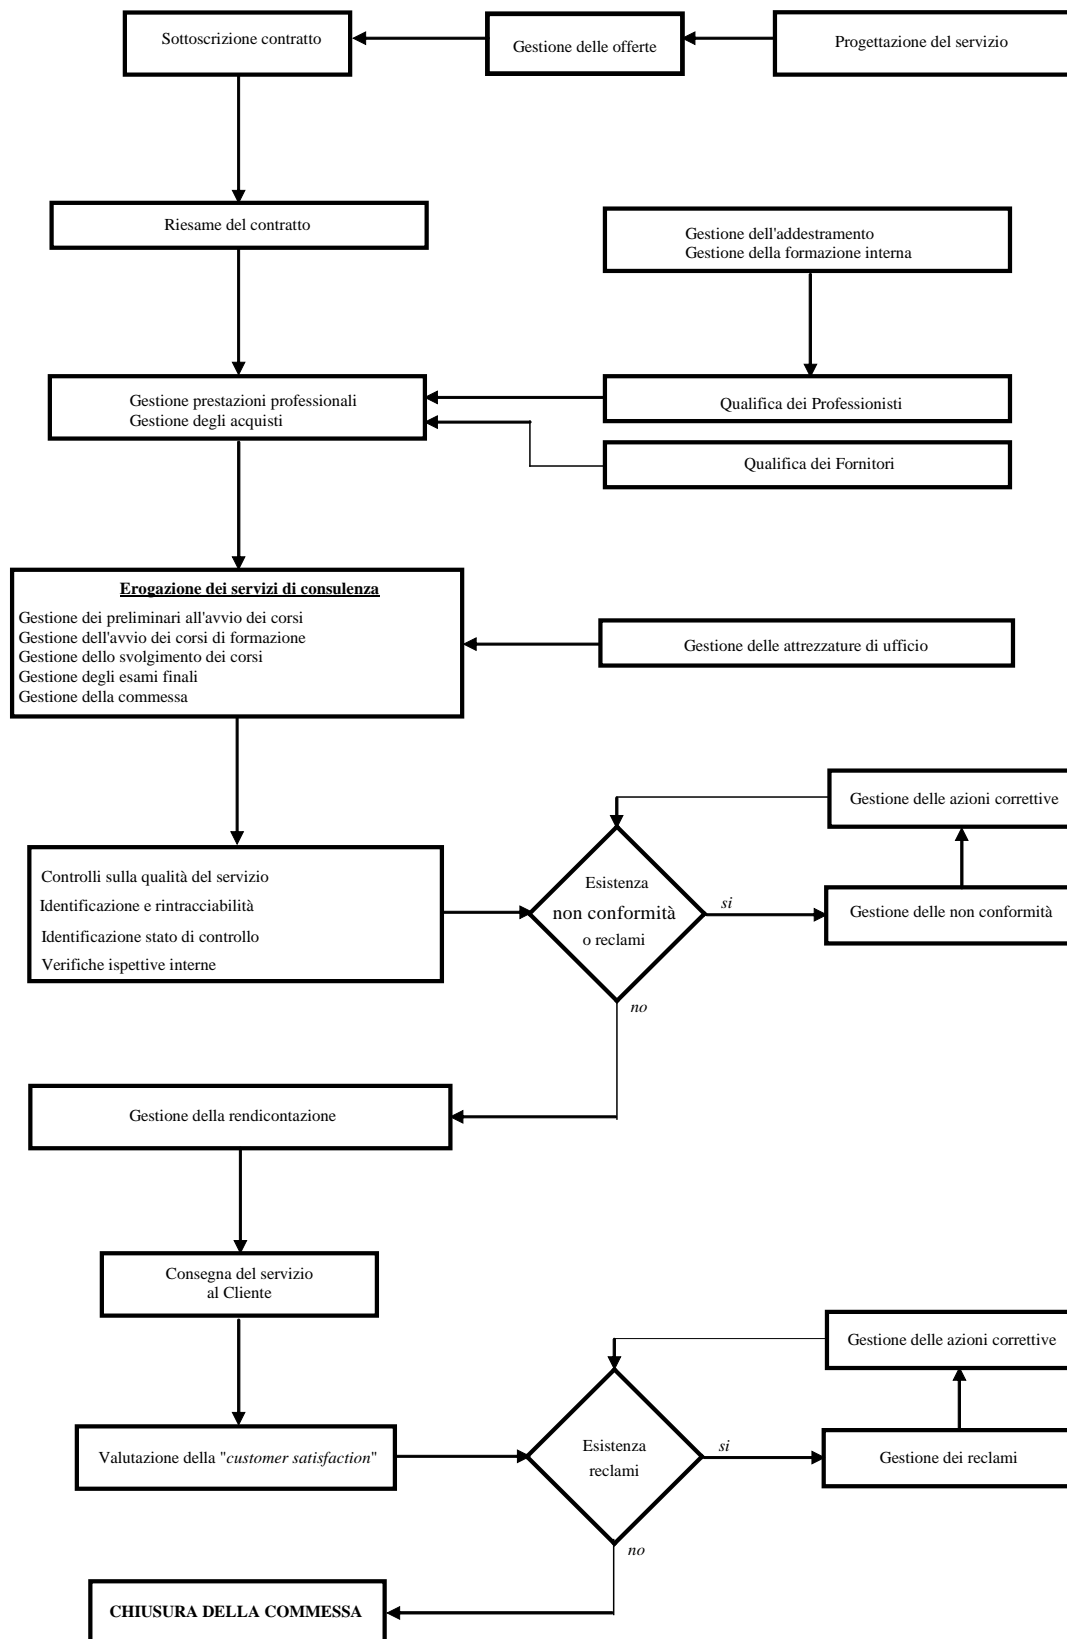 Sottoscrizione contratto
Gestione delle offerte
Progettazione del servizio
Riesame del contratto
Gestione dell'addestramento
Gestione della formazione interna
Gestione prestazioni professionali
Gestione degli acquisti
Qualifica dei Professionisti
Qualifica dei Fornitori
Erogazione dei servizi di consulenza
Gestione dei preliminari all'avvio dei corsi
Gestione dell'avvio dei corsi di formazione
Gestione dello svolgimento dei corsi
Gestione degli esami finali
Gestione della commessa
Gestione delle attrezzature di ufficio
Gestione delle azioni correttive
Controlli sulla qualità del servizio
Identificazione e rintracciabilità
Identificazione stato di controllo
Verifiche ispettive interne
Esistenza
non conformità
o reclami
si
Gestione delle non conformità
no
Gestione della rendicontazione
Consegna del servizio
al Cliente
Gestione delle azioni correttive
Valutazione della "customer satisfaction"
Esistenza
reclami
si
Gestione dei reclami
no
CHIUSURA DELLA COMMESSA